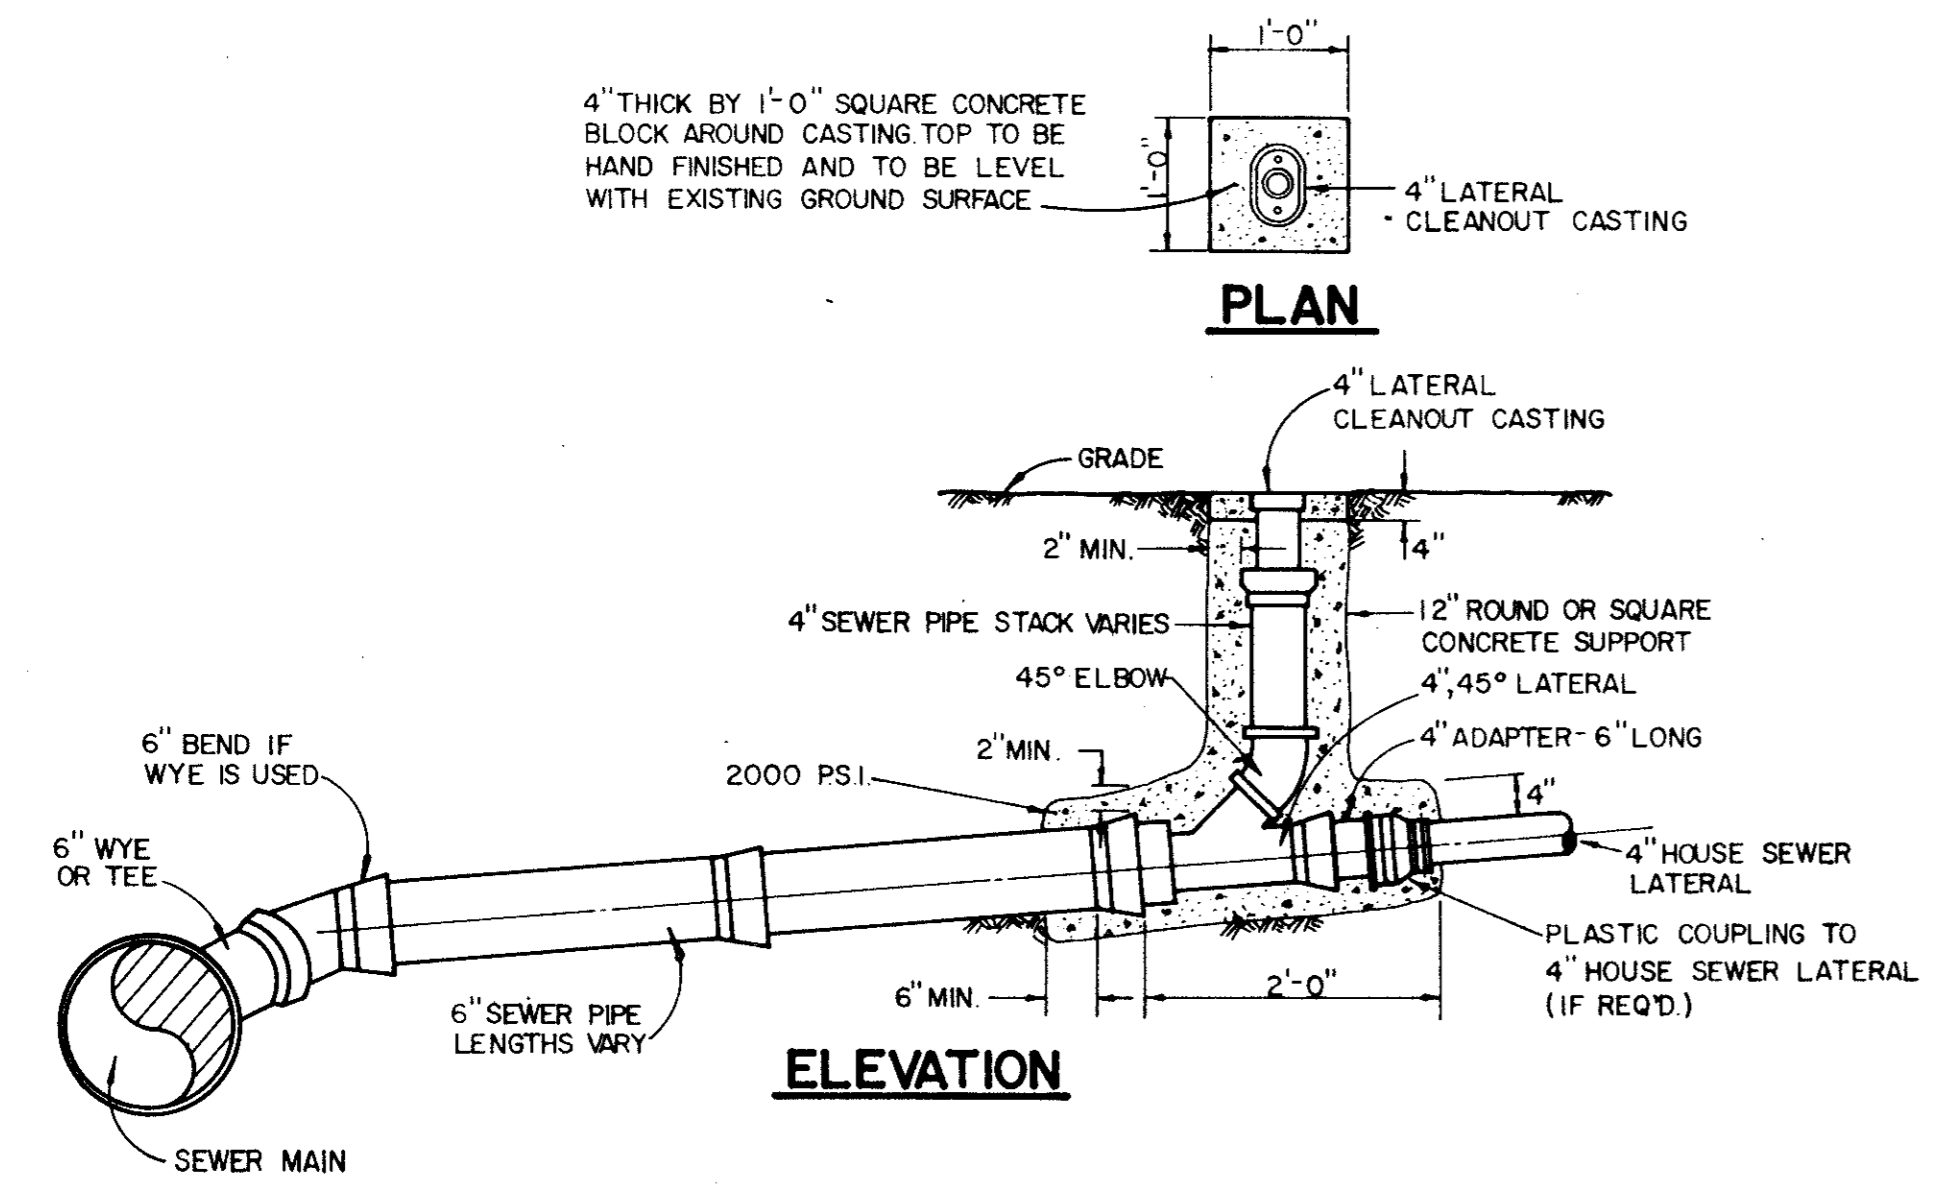 1'-0"
4" THICK BY 1'-0" SQUARE CONCRETE
BLOCK AROUND CASTING. TOP TO BE
HAND FINISHED AND TO BE LEVEL
WITH EXISTING GROUND SURFACE
1'-0"
4" LATERAL
CLEANOUT CASTING
PLAN
4" LATERAL
CLEANOUT CASTING
GRADE
2" MIN.
4"
4" SEWER PIPE STACK VARIES
12" ROUND OR SQUARE
CONCRETE SUPPORT
45° ELBOW
4", 45° LATERAL
4" ADAPTER - 6" LONG
6" BEND IF
WYE IS USED
2" MIN.
2000 P.S.I.
4"
6" WYE
OR TEE
4" HOUSE SEWER
LATERAL
PLASTIC COUPLING TO
4" HOUSE SEWER LATERAL
(IF REQ'D.)
6" MIN.
2'-0"
6" SEWER PIPE
LENGTHS VARY
ELEVATION
SEWER MAIN